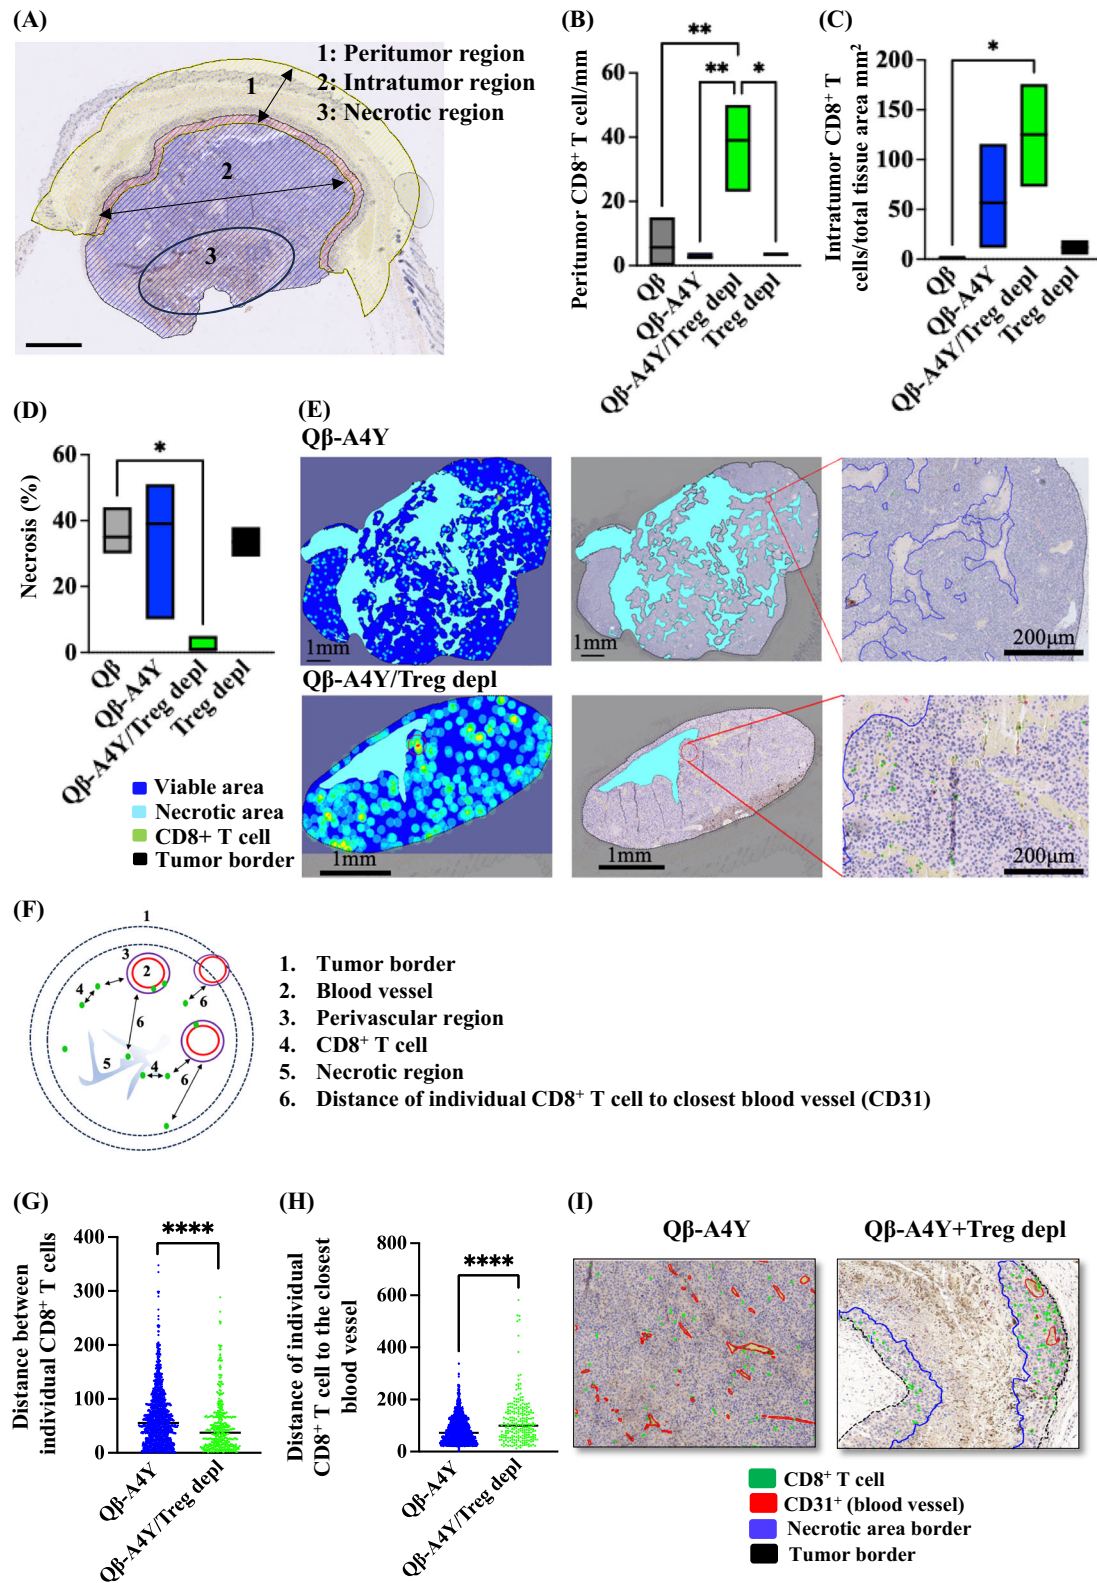 (A)
1: Peritumor region
2: Intratumor region
3: Necrotic region
1
2
3
(B)
Peritumor CD8⁺ T cell/mm
60
40
20
0
**
**
*
Qβ
Qβ-A4Y
Qβ-A4Y/Treg depl
Treg depl
(C)
Intratumor CD8⁺ T
cells/total tissue area mm²
200
150
100
50
0
*
Qβ
Qβ-A4Y
Qβ-A4Y/Treg depl
Treg depl
(D)
Necrosis (%)
60
40
20
0
*
Qβ
Qβ-A4Y
Qβ-A4Y/Treg depl
Treg depl
(E)
Qβ-A4Y
1mm
1mm
200µm
Qβ-A4Y/Treg depl
1mm
1mm
200µm
Viable area
Necrotic area
CD8+ T cell
Tumor border
(F)
1
3
2
4
6
6
5
4
6
1. Tumor border
2. Blood vessel
3. Perivascular region
4. CD8⁺ T cell
5. Necrotic region
6. Distance of individual CD8⁺ T cell to closest blood vessel (CD31)
(G)
Distance between
individual CD8⁺ T cells
400
300
200
100
0
****
Qβ-A4Y
Qβ-A4Y/Treg depl
(H)
Distance of individual
CD8⁺ T cell to the closest
blood vessel
800
600
400
200
0
****
Qβ-A4Y
Qβ-A4Y/Treg depl
(I)
Qβ-A4Y
Qβ-A4Y+Treg depl
CD8⁺ T cell
CD31⁺ (blood vessel)
Necrotic area border
Tumor border